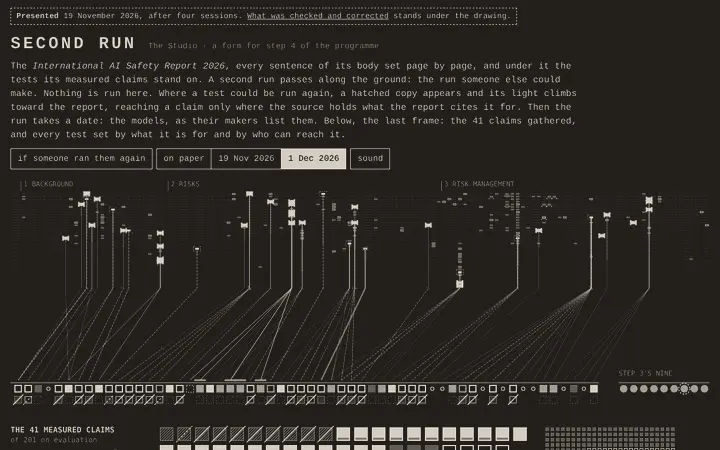 Presented 19 November 2026, after four sessions. What was checked and corrected stands under the drawing.
SECOND RUN The Studio · a form for step 4 of the programme
The International AI Safety Report 2026, every sentence of its body set page by page, and under it the
tests its measured claims stand on. A second run passes along the ground: the run someone else could
make. Nothing is run here. Where a test could be run again, a hatched copy appears and its light climbs
toward the report, reaching a claim only where the source holds what the report cites it for. Then the
run takes a date: the models, as their makers list them. Below, the last frame: the 41 claims gathered,
and every test set by what it is for and by who can reach it.
if someone ran them again on paper 19 Nov 2026 1 Dec 2026 sound
1 BACKGROUND 2 RISKS 3 RISK MANAGEMENT
STEP 3'S NINE
THE 41 MEASURED CLAIMS
of 201 on evaluation